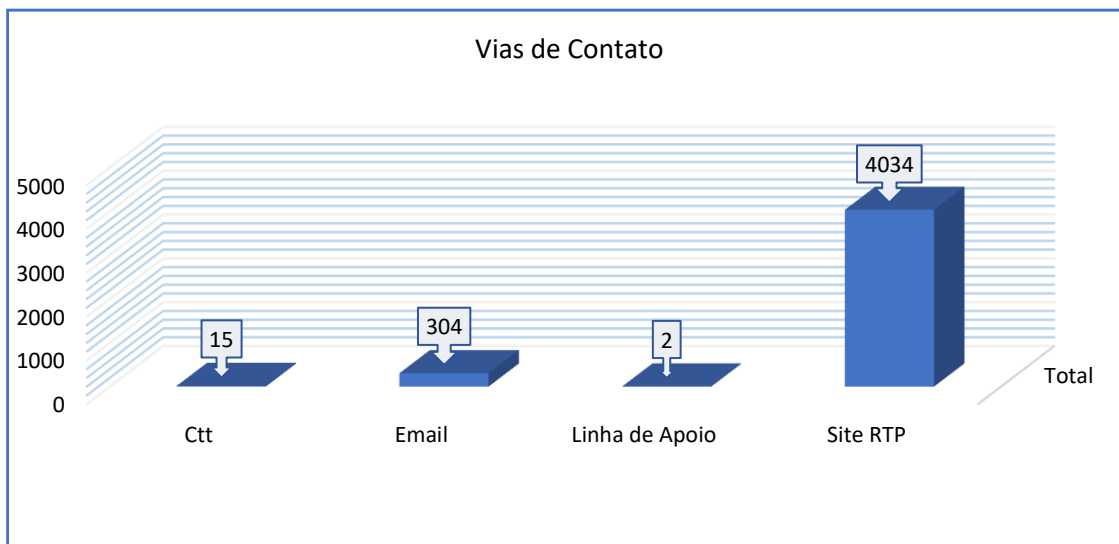 Vias de Contato
5000
4000
3000
2000
1000
0
15
304
2
4034
Ctt
Email
Linha de Apoio
Site RTP
Total